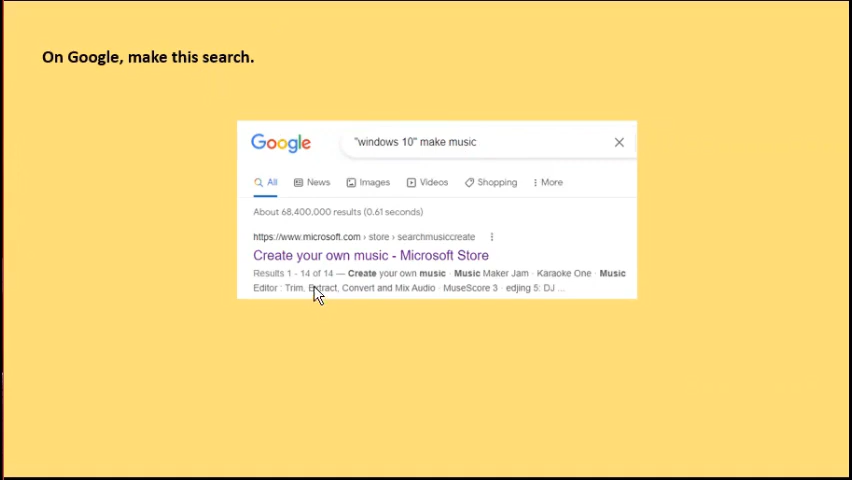 On Google, make this search.
Google "windows 10" make music
All News Images Videos Shopping More
About 68,400,000 results (0.61 seconds)
https://www.microsoft.com › store › searchmusiccreate
Create your own music - Microsoft Store
Results 1 - 14 of 14 — Create your own music · Music Maker Jam · Karaoke One · Music
Editor : Trim, Extract, Convert and Mix Audio · MuseScore 3 · edjing 5: DJ ...